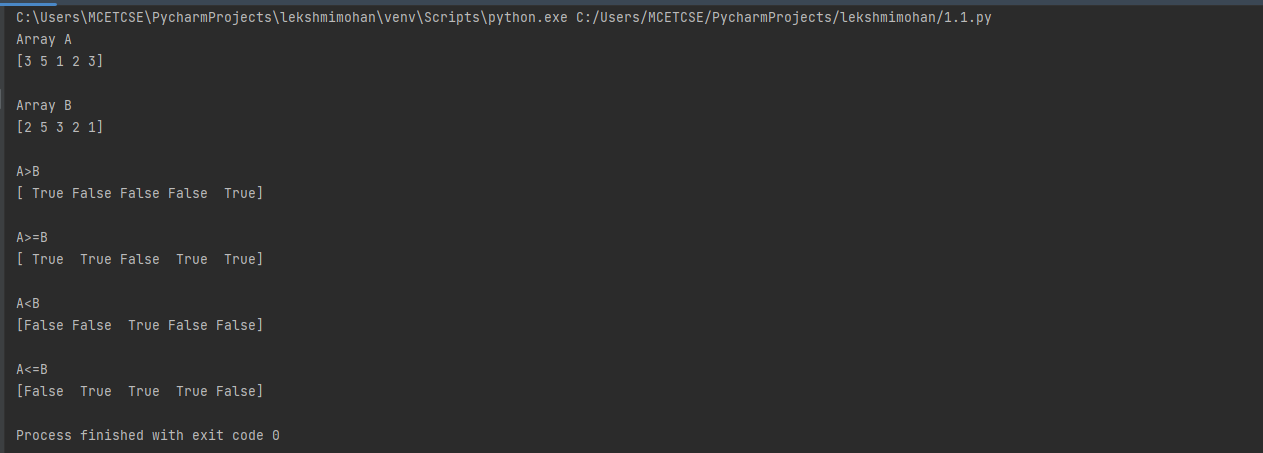 C:\Users\MCETCSE\PycharmProjects\lekshmimohan\venv\Scripts\python.exe C:/Users/MCETCSE/PycharmProjects/lekshmimohan/1.1.py
Array A
[3 5 1 2 3]
Array B
[2 5 3 2 1]
A>B
[ True False False False  True]
A>=B
[ True  True False  True  True]
A<B
[False False  True False False]
A<=B
[False  True  True  True False]
Process finished with exit code 0